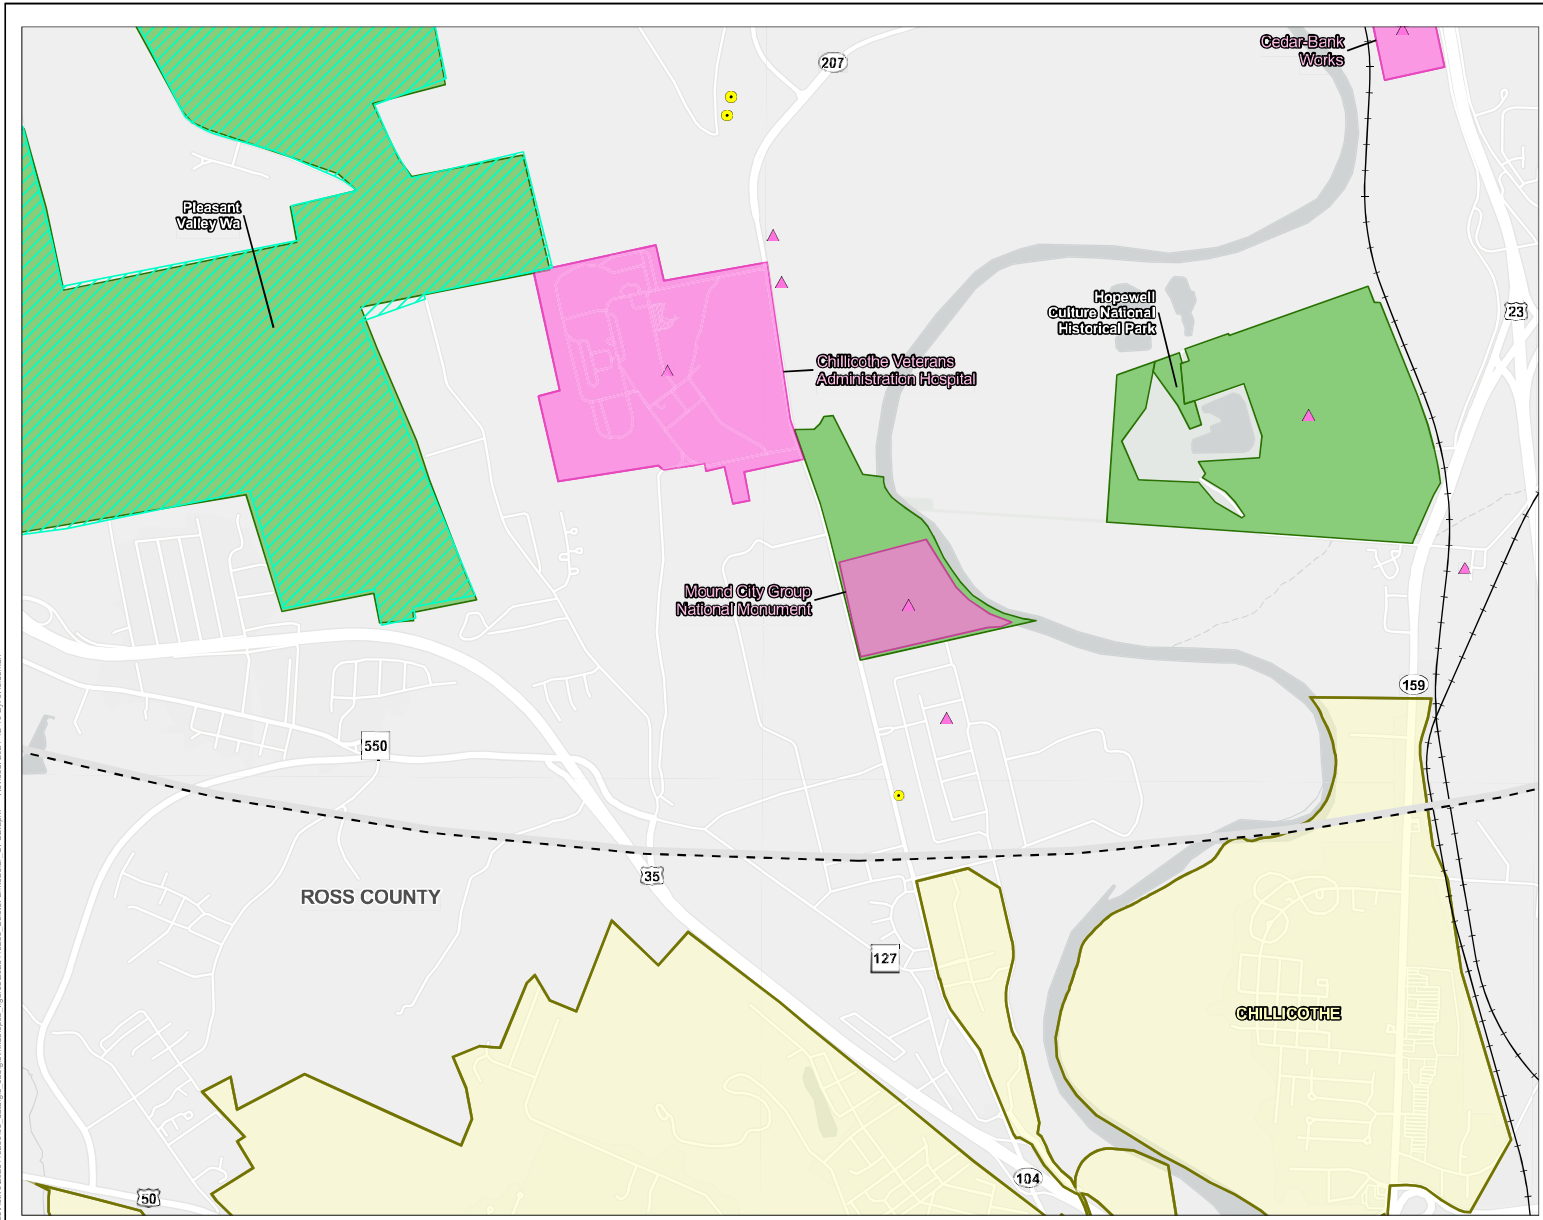 Cedar-Bank
Works
207
Pleasant
Valley Wa
Hopewell
Culture National
Historical Park
23
Chillicothe Veterans
Administration Hospital
Mound City Group
National Monument
159
550
35
ROSS COUNTY
127
CHILLICOTHE
104
50